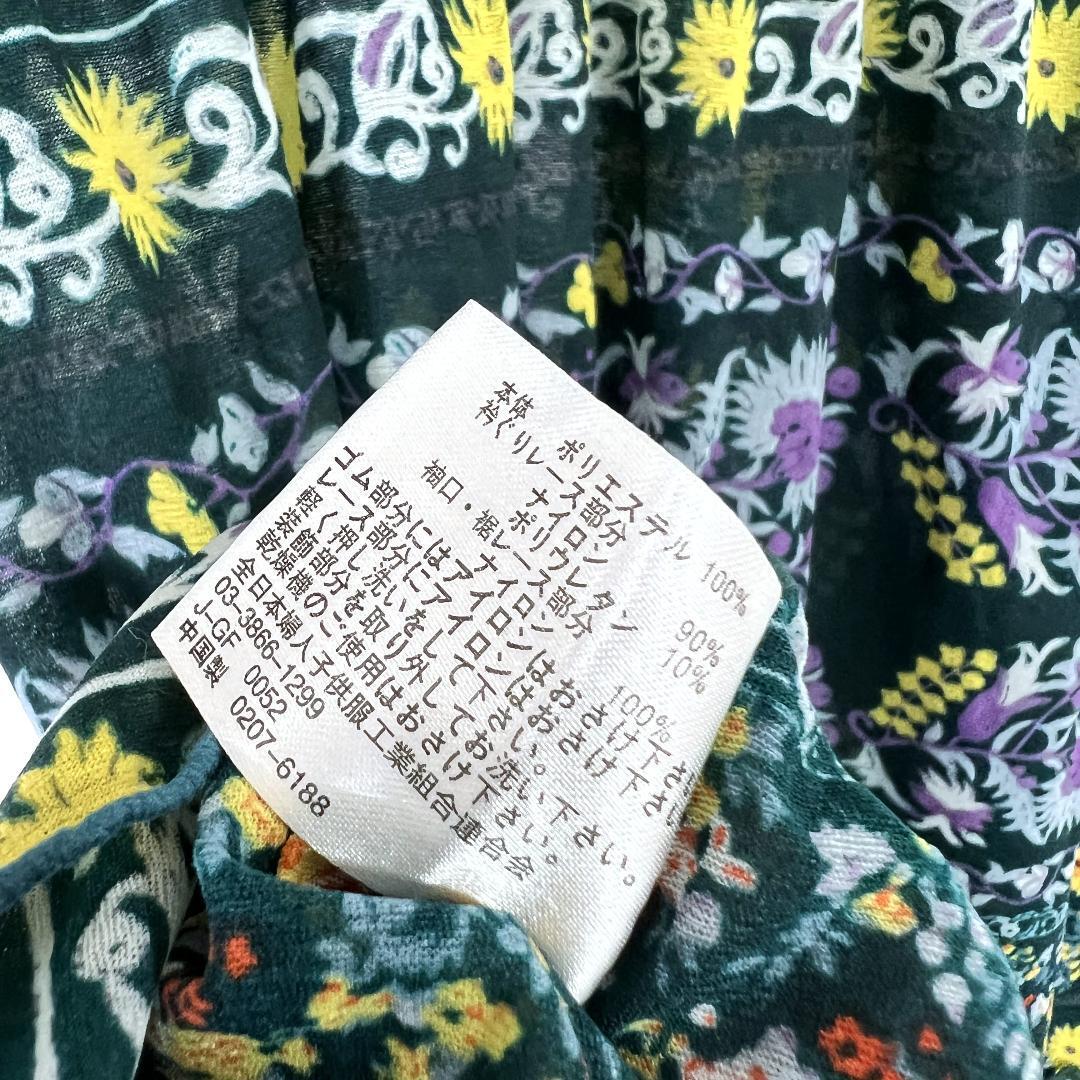 本体　ポリエステル　100%
衿ぐりレース部分
ナイロン　90%
ポリウレタン　10%
袖口・裾レース部分
ナイロン　100%
ゴム部分にはアイロンはおさけ下さい
レース部分にアイロンはおさけ下さ
軽く押し洗いをして下さい。
装飾部分を取り外してお洗い下さい。
乾燥機のご使用はおさけ下さい。
全日本婦人子供服工業組合連合会
03-3866-1299
J-GF 0052
中国製 0207-6188